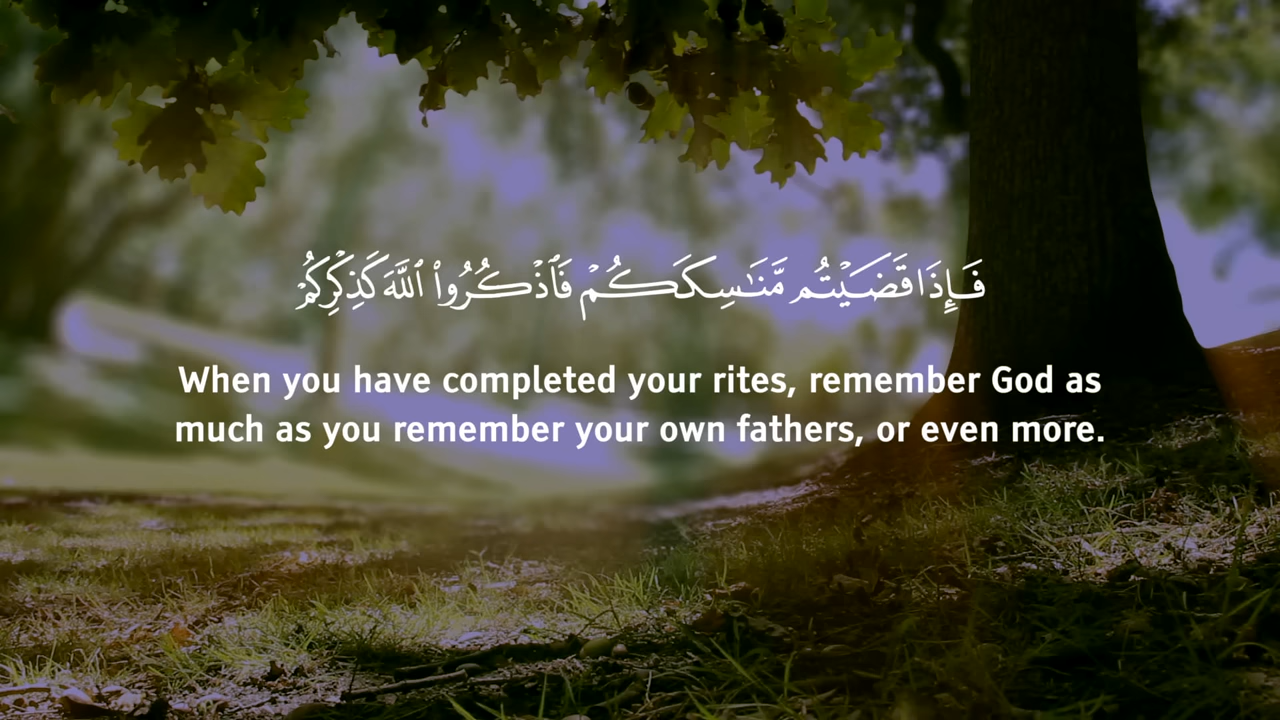 فَإِذَا قَضَيْتُم مَّنَـٰسِكَكُمْ فَٱذْكُرُوا۟ ٱللَّهَ كَذِكْرِكُمْ
When you have completed your rites, remember God as
much as you remember your own fathers, or even more.